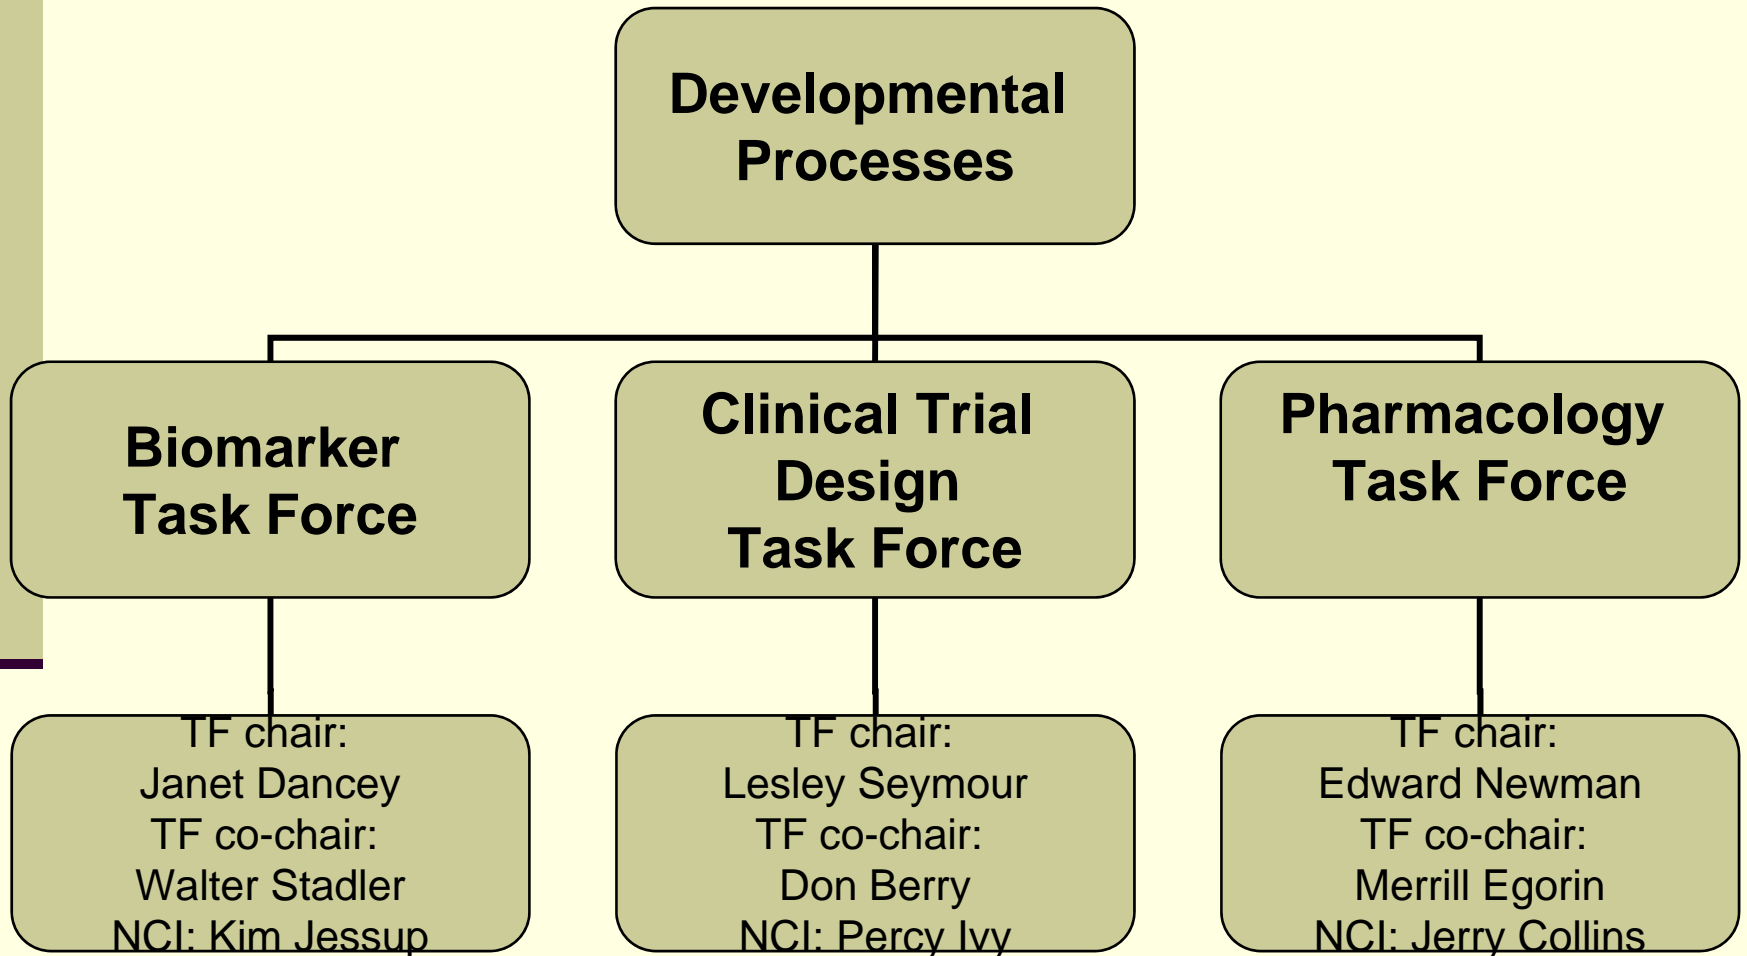 Developmental
Processes
Biomarker
Task Force
Clinical Trial
Design
Task Force
Pharmacology
Task Force
TF chair:
Janet Dancey
TF co-chair:
Walter Stadler
NCI: Kim Jessup
TF chair:
Lesley Seymour
TF co-chair:
Don Berry
NCI: Percy Ivy
TF chair:
Edward Newman
TF co-chair:
Merrill Egorin
NCI: Jerry Collins